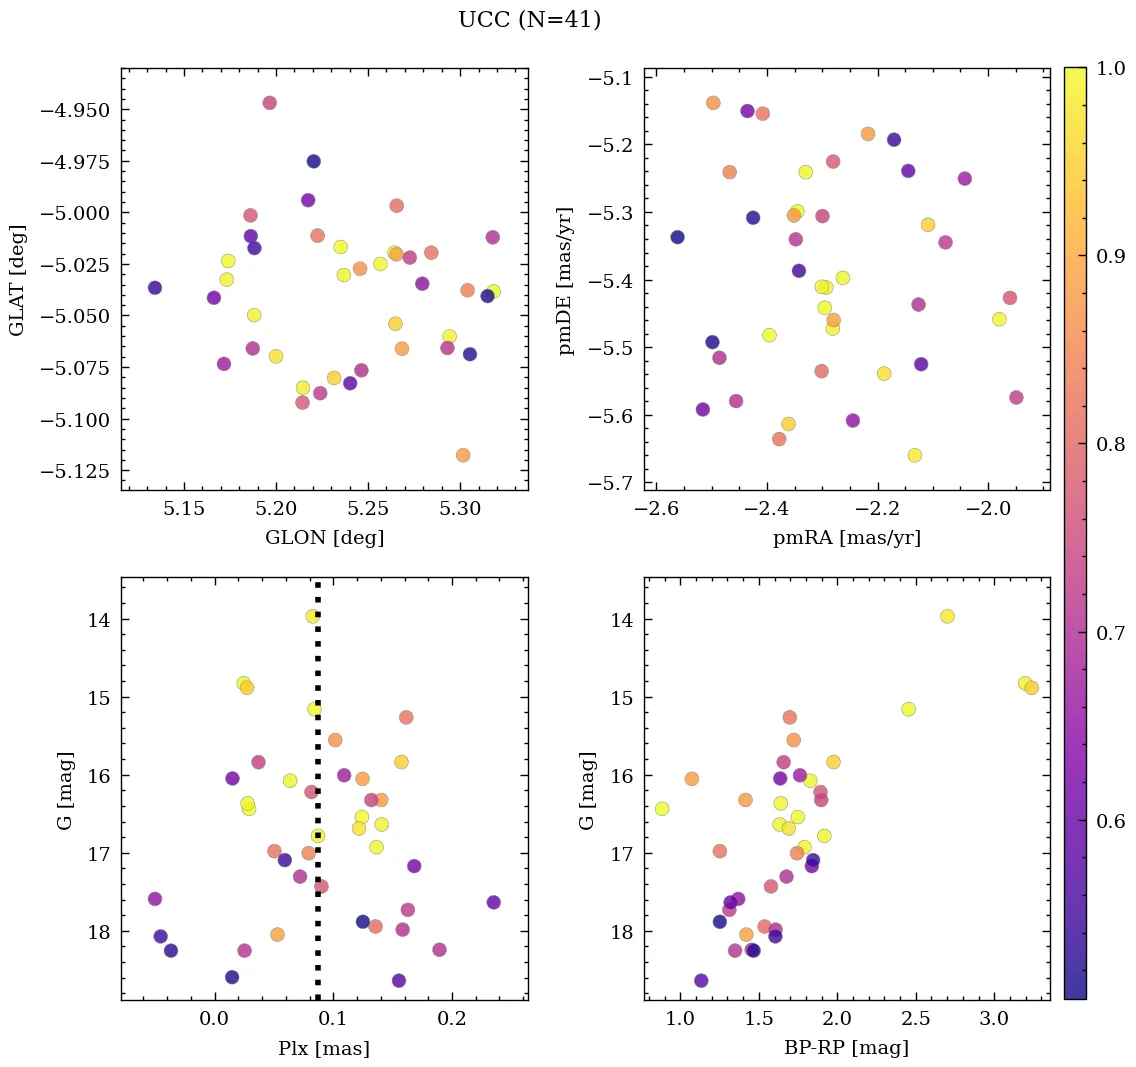 UCC (N=41)
−4.950
−4.975
−5.000
−5.025
−5.050
−5.075
−5.100
−5.125
GLAT [deg]
5.15 5.20 5.25 5.30
GLON [deg]
−5.1
−5.2
−5.3
−5.4
−5.5
−5.6
−5.7
pmDE [mas/yr]
−2.6 −2.4 −2.2 −2.0
pmRA [mas/yr]
14
15
16
17
18
G [mag]
0.0 0.1 0.2
Plx [mas]
14
15
16
17
18
G [mag]
1.0 1.5 2.0 2.5 3.0
BP-RP [mag]
1.0
0.9
0.8
0.7
0.6